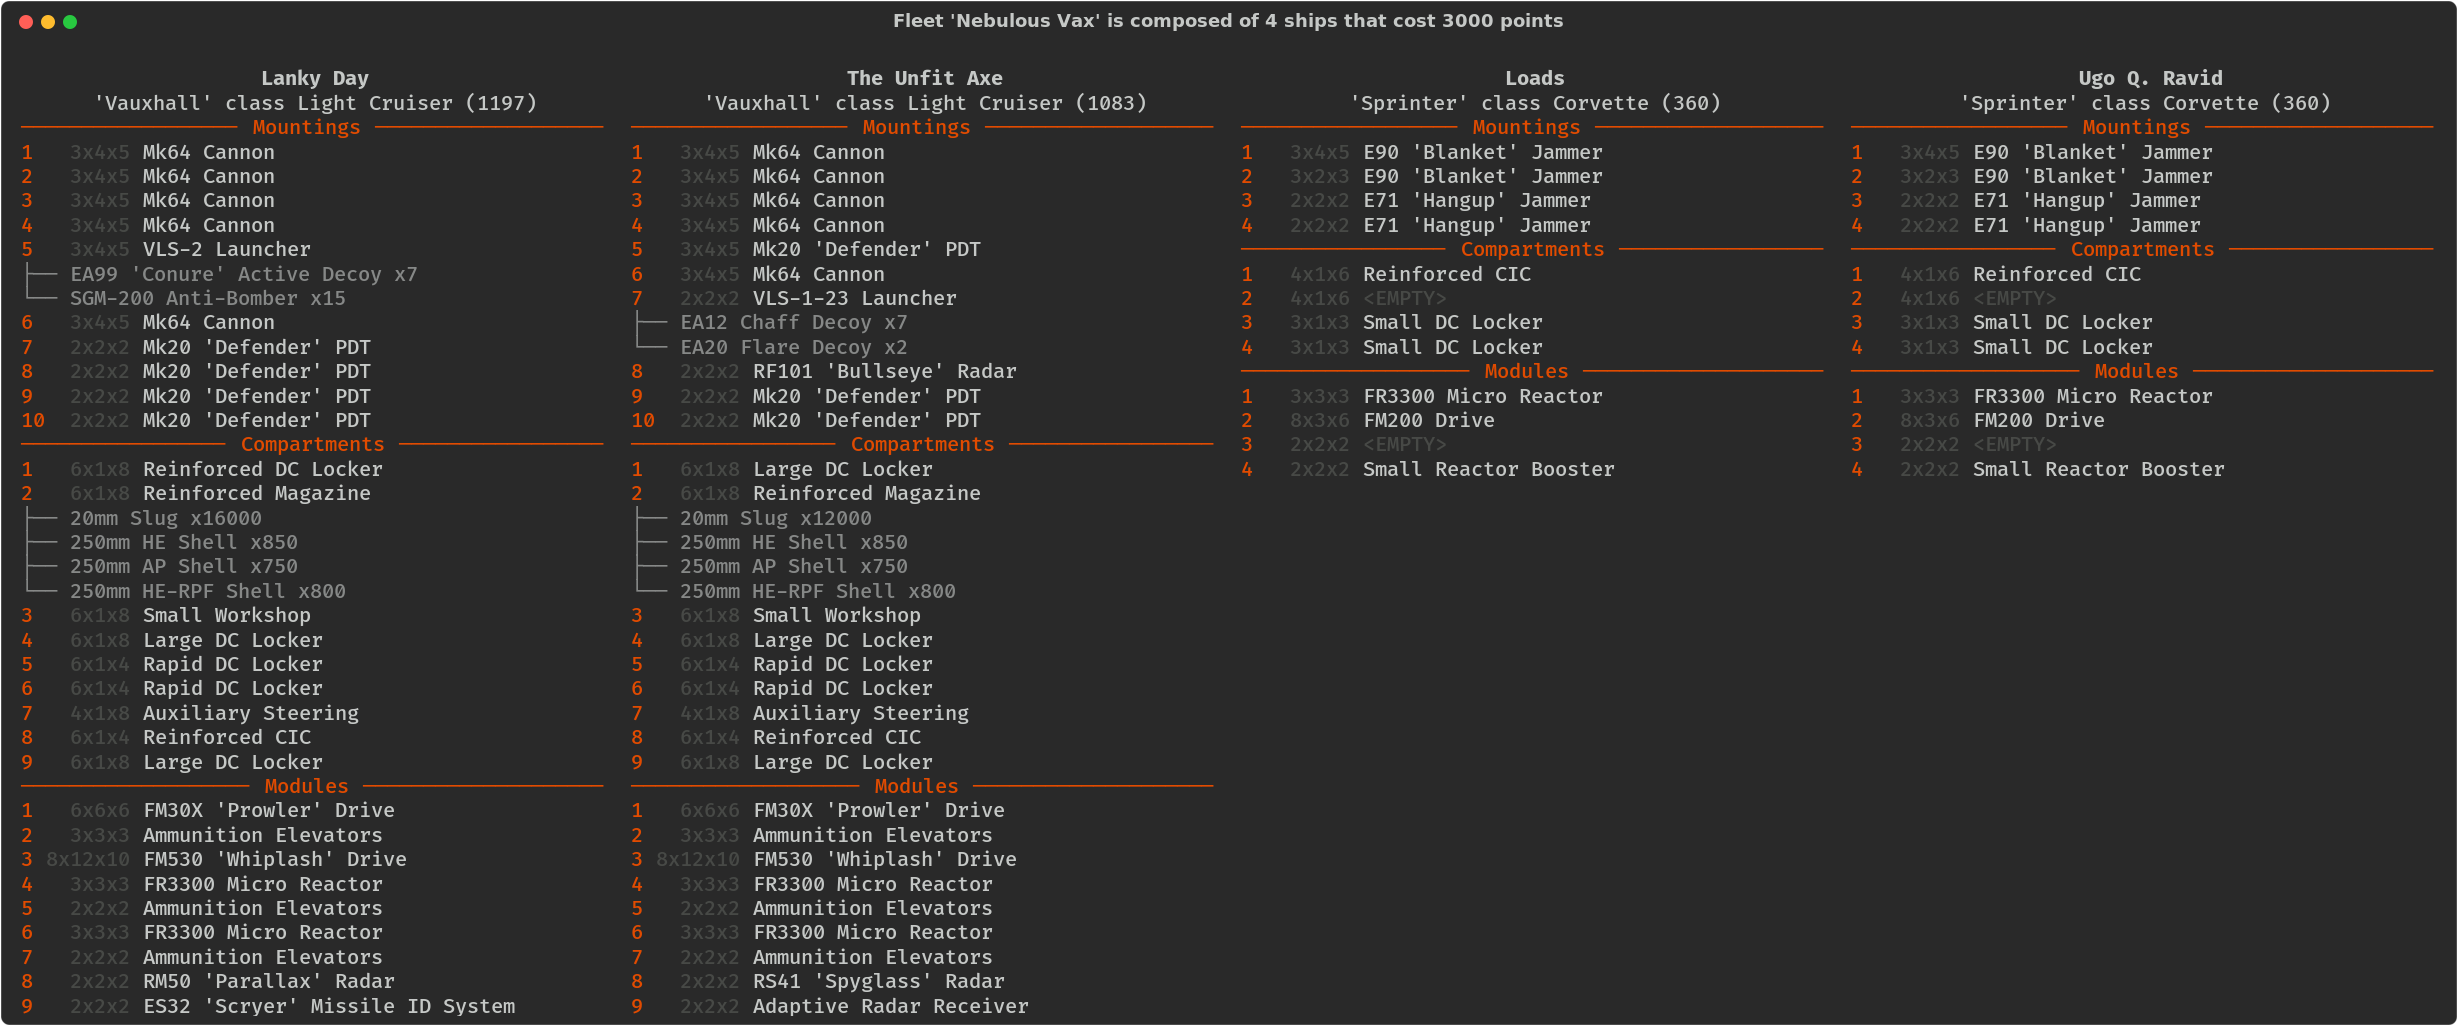 Fleet 'Nebulous Vax' is composed of 4 ships that cost 3000 points
Lanky Day
'Vauxhall' class Light Cruiser (1197)
Mountings
1 3x4x5 Mk64 Cannon
2 3x4x5 Mk64 Cannon
3 3x4x5 Mk64 Cannon
4 3x4x5 Mk64 Cannon
5 3x4x5 VLS-2 Launcher
EA99 'Conure' Active Decoy x7
SGM-200 Anti-Bomber x15
6 3x4x5 Mk64 Cannon
7 2x2x2 Mk20 'Defender' PDT
8 2x2x2 Mk20 'Defender' PDT
9 2x2x2 Mk20 'Defender' PDT
10 2x2x2 Mk20 'Defender' PDT
Compartments
1 6x1x8 Reinforced DC Locker
2 6x1x8 Reinforced Magazine
20mm Slug x16000
250mm HE Shell x850
250mm AP Shell x750
250mm HE-RPF Shell x800
3 6x1x8 Small Workshop
4 6x1x8 Large DC Locker
5 6x1x4 Rapid DC Locker
6 6x1x4 Rapid DC Locker
7 4x1x8 Auxiliary Steering
8 6x1x4 Reinforced CIC
9 6x1x8 Large DC Locker
Modules
1 6x6x6 FM30X 'Prowler' Drive
2 3x3x3 Ammunition Elevators
3 8x12x10 FM530 'Whiplash' Drive
4 3x3x3 FR3300 Micro Reactor
5 2x2x2 Ammunition Elevators
6 3x3x3 FR3300 Micro Reactor
7 2x2x2 Ammunition Elevators
8 2x2x2 RM50 'Parallax' Radar
9 2x2x2 ES32 'Scryer' Missile ID System
The Unfit Axe
'Vauxhall' class Light Cruiser (1083)
Mountings
1 3x4x5 Mk64 Cannon
2 3x4x5 Mk64 Cannon
3 3x4x5 Mk64 Cannon
4 3x4x5 Mk64 Cannon
5 3x4x5 Mk20 'Defender' PDT
6 3x4x5 Mk64 Cannon
7 2x2x2 VLS-1-23 Launcher
EA12 Chaff Decoy x7
EA20 Flare Decoy x2
8 2x2x2 RF101 'Bullseye' Radar
9 2x2x2 Mk20 'Defender' PDT
10 2x2x2 Mk20 'Defender' PDT
Compartments
1 6x1x8 Large DC Locker
2 6x1x8 Reinforced Magazine
20mm Slug x12000
250mm HE Shell x850
250mm AP Shell x750
250mm HE-RPF Shell x800
3 6x1x8 Small Workshop
4 6x1x8 Large DC Locker
5 6x1x4 Rapid DC Locker
6 6x1x4 Rapid DC Locker
7 4x1x8 Auxiliary Steering
8 6x1x4 Reinforced CIC
9 6x1x8 Large DC Locker
Modules
1 6x6x6 FM30X 'Prowler' Drive
2 3x3x3 Ammunition Elevators
3 8x12x10 FM530 'Whiplash' Drive
4 3x3x3 FR3300 Micro Reactor
5 2x2x2 Ammunition Elevators
6 3x3x3 FR3300 Micro Reactor
7 2x2x2 Ammunition Elevators
8 2x2x2 RS41 'Spyglass' Radar
9 2x2x2 Adaptive Radar Receiver
Loads
'Sprinter' class Corvette (360)
Mountings
1 3x4x5 E90 'Blanket' Jammer
2 3x2x3 E90 'Blanket' Jammer
3 2x2x2 E71 'Hangup' Jammer
4 2x2x2 E71 'Hangup' Jammer
Compartments
1 4x1x6 Reinforced CIC
2 4x1x6 <EMPTY>
3 3x1x3 Small DC Locker
4 3x1x3 Small DC Locker
Modules
1 3x3x3 FR3300 Micro Reactor
2 8x3x6 FM200 Drive
3 2x2x2 <EMPTY>
4 2x2x2 Small Reactor Booster
Ugo Q. Ravid
'Sprinter' class Corvette (360)
Mountings
1 3x4x5 E90 'Blanket' Jammer
2 3x2x3 E90 'Blanket' Jammer
3 2x2x2 E71 'Hangup' Jammer
4 2x2x2 E71 'Hangup' Jammer
Compartments
1 4x1x6 Reinforced CIC
2 4x1x6 <EMPTY>
3 3x1x3 Small DC Locker
4 3x1x3 Small DC Locker
Modules
1 3x3x3 FR3300 Micro Reactor
2 8x3x6 FM200 Drive
3 2x2x2 <EMPTY>
4 2x2x2 Small Reactor Booster